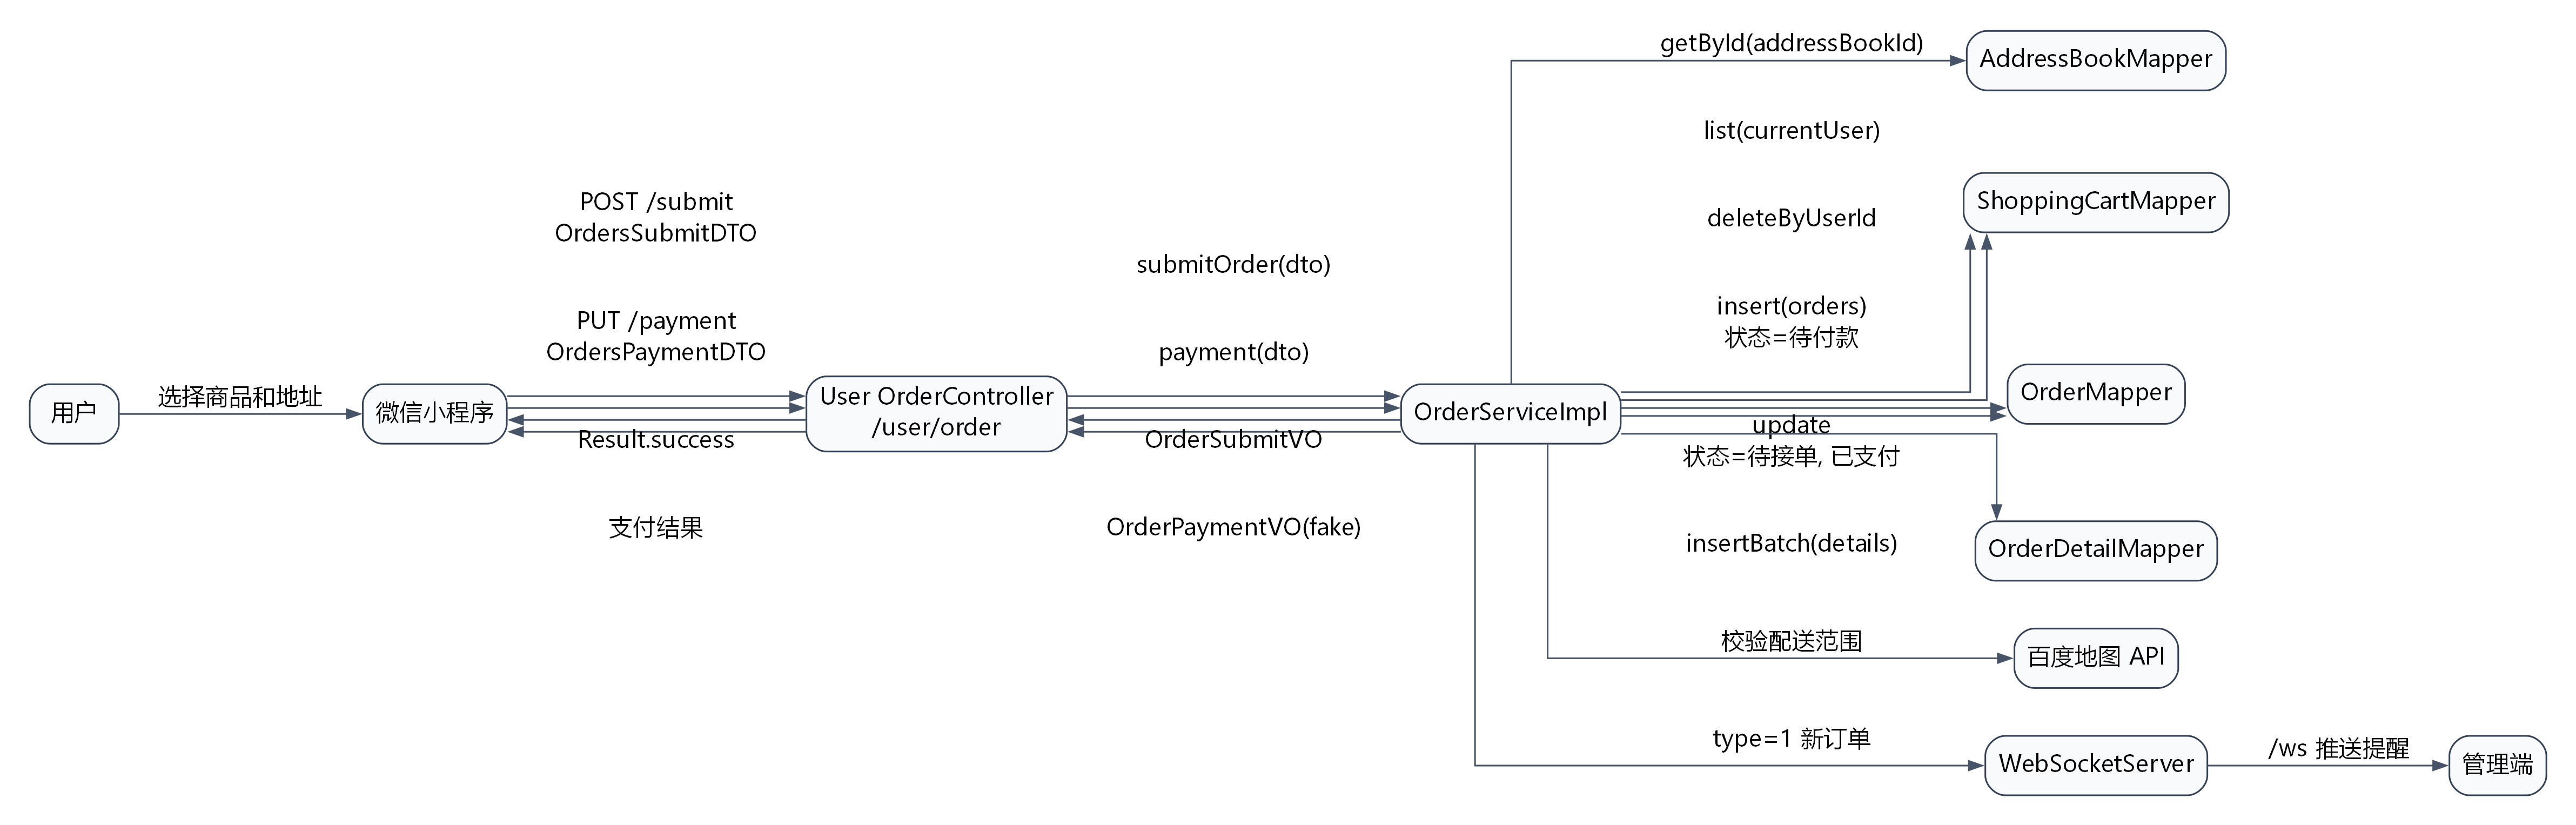 用户
选择商品和地址
微信小程序
POST /submit
OrdersSubmitDTO
PUT /payment
OrdersPaymentDTO
Result.success
支付结果
User OrderController
/user/order
submitOrder(dto)
payment(dto)
OrderSubmitVO
OrderPaymentVO(fake)
OrderServiceImpl
getById(addressBookId)
list(currentUser)
deleteByUserId
insert(orders)
状态=待付款
update
状态=待接单, 已支付
insertBatch(details)
校验配送范围
type=1 新订单
AddressBookMapper
ShoppingCartMapper
OrderMapper
OrderDetailMapper
百度地图 API
WebSocketServer
/ws 推送提醒
管理端